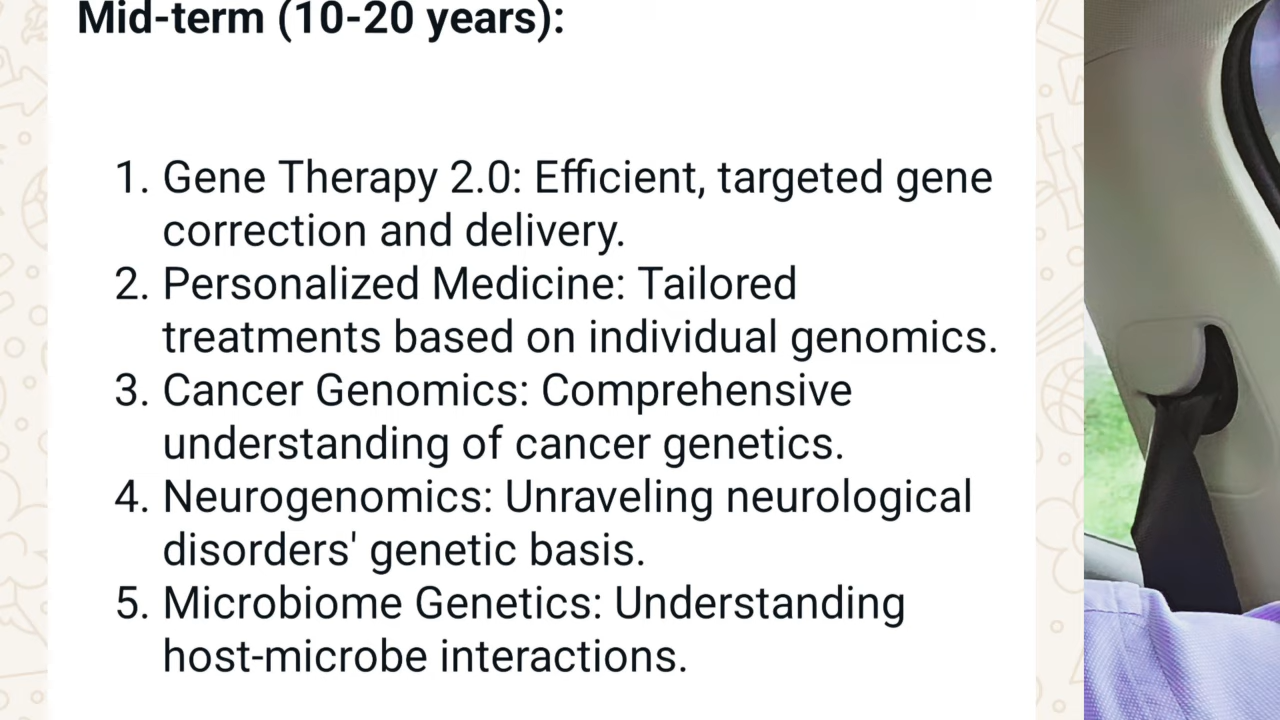 Mid-term (10-20 years):
1. Gene Therapy 2.0: Efficient, targeted gene
correction and delivery.
2. Personalized Medicine: Tailored
treatments based on individual genomics.
3. Cancer Genomics: Comprehensive
understanding of cancer genetics.
4. Neurogenomics: Unraveling neurological
disorders' genetic basis.
5. Microbiome Genetics: Understanding
host-microbe interactions.